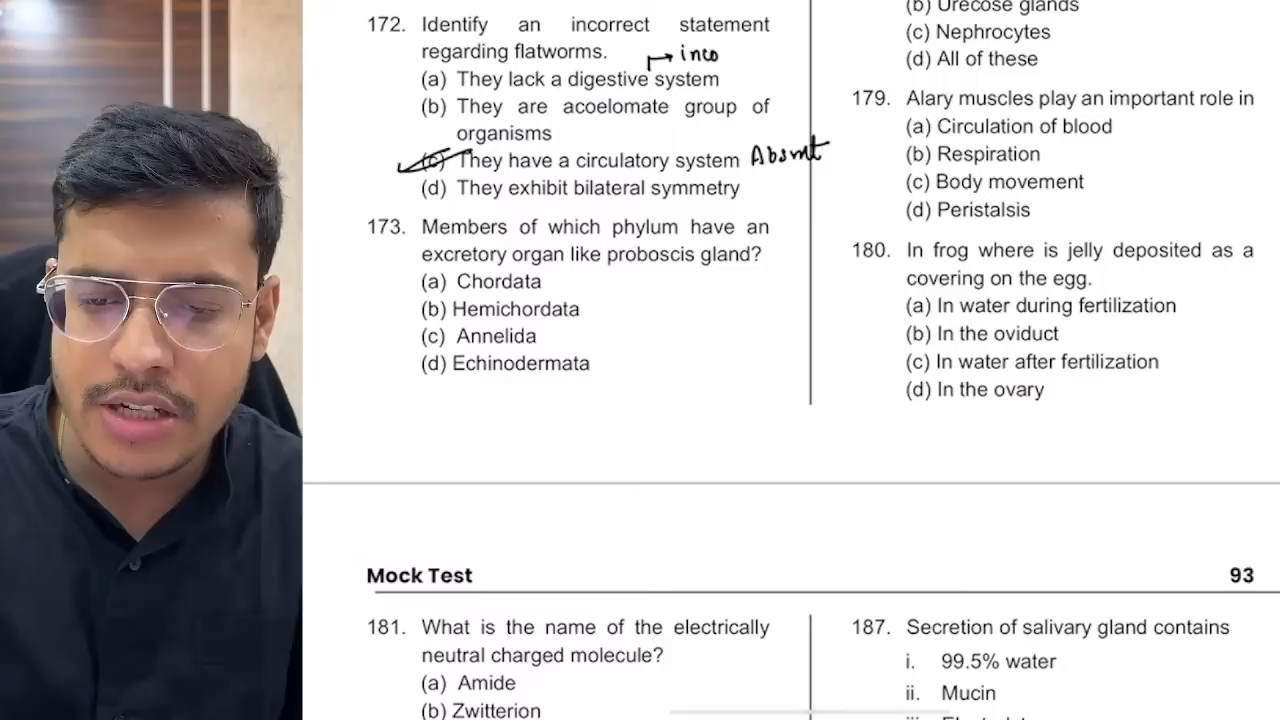 172. Identify an incorrect statement
regarding flatworms.
inco
(a) They lack a digestive system
(b) They are acoelomate group of
organisms
(c) They have a circulatory system Absent
(d) They exhibit bilateral symmetry
173. Members of which phylum have an
excretory organ like proboscis gland?
(a) Chordata
(b) Hemichordata
(c) Annelida
(d) Echinodermata
(b) Urecose glands
(c) Nephrocytes
(d) All of these
179. Alary muscles play an important role in
(a) Circulation of blood
(b) Respiration
(c) Body movement
(d) Peristalsis
180. In frog where is jelly deposited as a
covering on the egg.
(a) In water during fertilization
(b) In the oviduct
(c) In water after fertilization
(d) In the ovary
Mock Test 93
181. What is the name of the electrically
neutral charged molecule?
(a) Amide
(b) Zwitterion
187. Secretion of salivary gland contains
i. 99.5% water
ii. Mucin